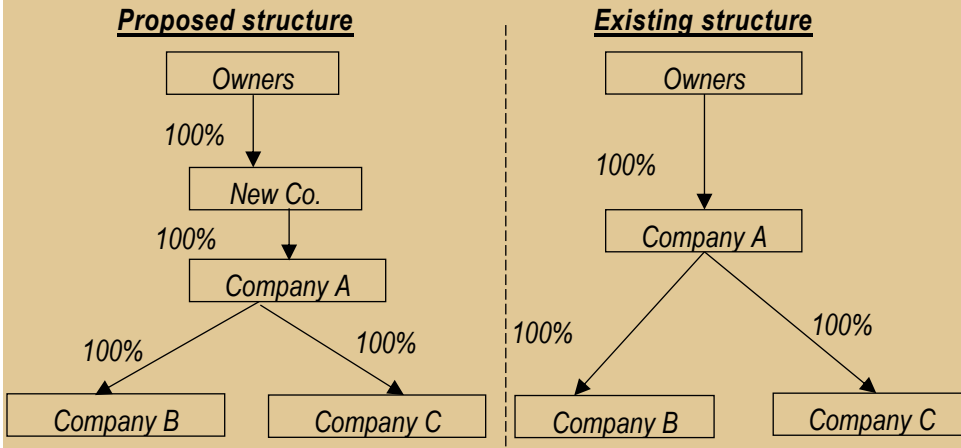 Proposed structure
Owners
100%
New Co.
100%
Company A
100%
100%
Company B
Company C
Existing structure
Owners
100%
Company A
100%
100%
Company B
Company C